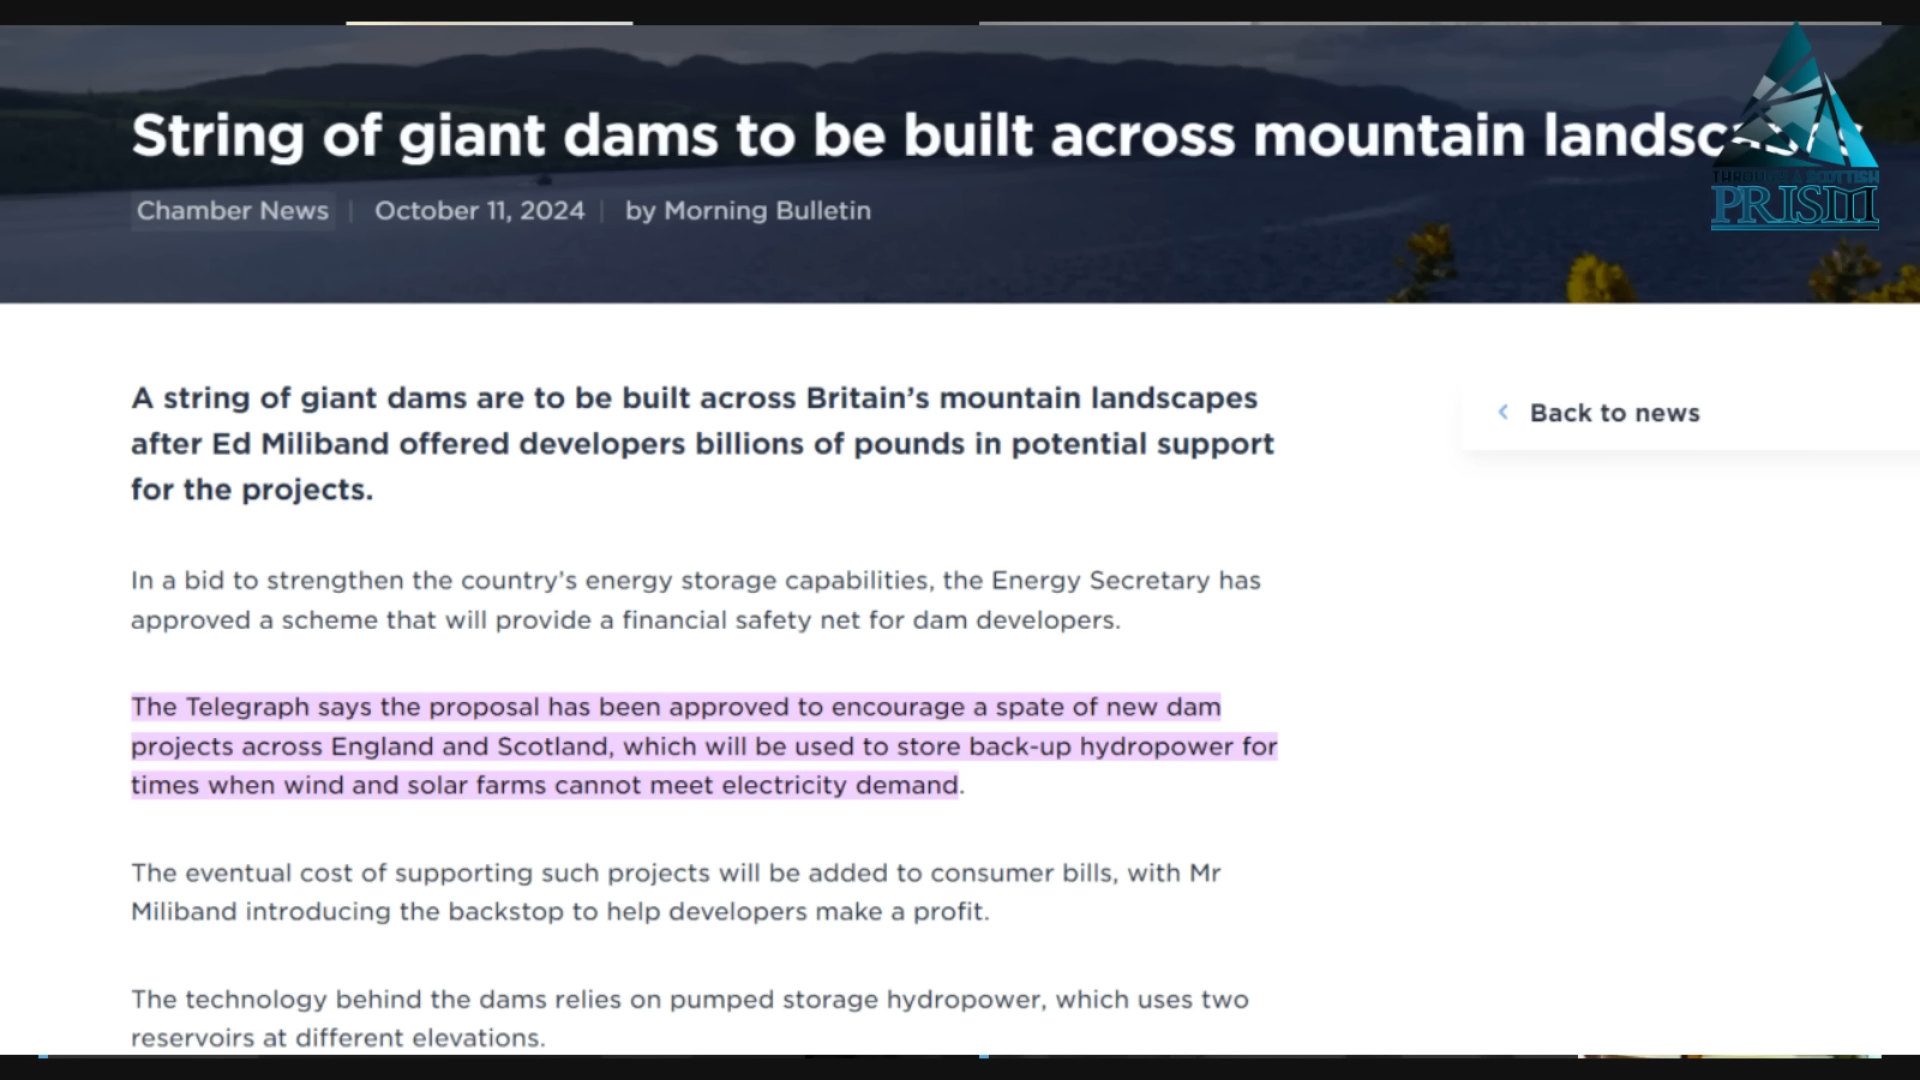 String of giant dams to be built across mountain landscapes
Chamber News | October 11, 2024 | by Morning Bulletin
THROUGH A SCOTTISH
PRISM
A string of giant dams are to be built across Britain’s mountain landscapes
after Ed Miliband offered developers billions of pounds in potential support
for the projects.
Back to news
In a bid to strengthen the country’s energy storage capabilities, the Energy Secretary has
approved a scheme that will provide a financial safety net for dam developers.
The Telegraph says the proposal has been approved to encourage a spate of new dam
projects across England and Scotland, which will be used to store back-up hydropower for
times when wind and solar farms cannot meet electricity demand.
The eventual cost of supporting such projects will be added to consumer bills, with Mr
Miliband introducing the backstop to help developers make a profit.
The technology behind the dams relies on pumped storage hydropower, which uses two
reservoirs at different elevations.